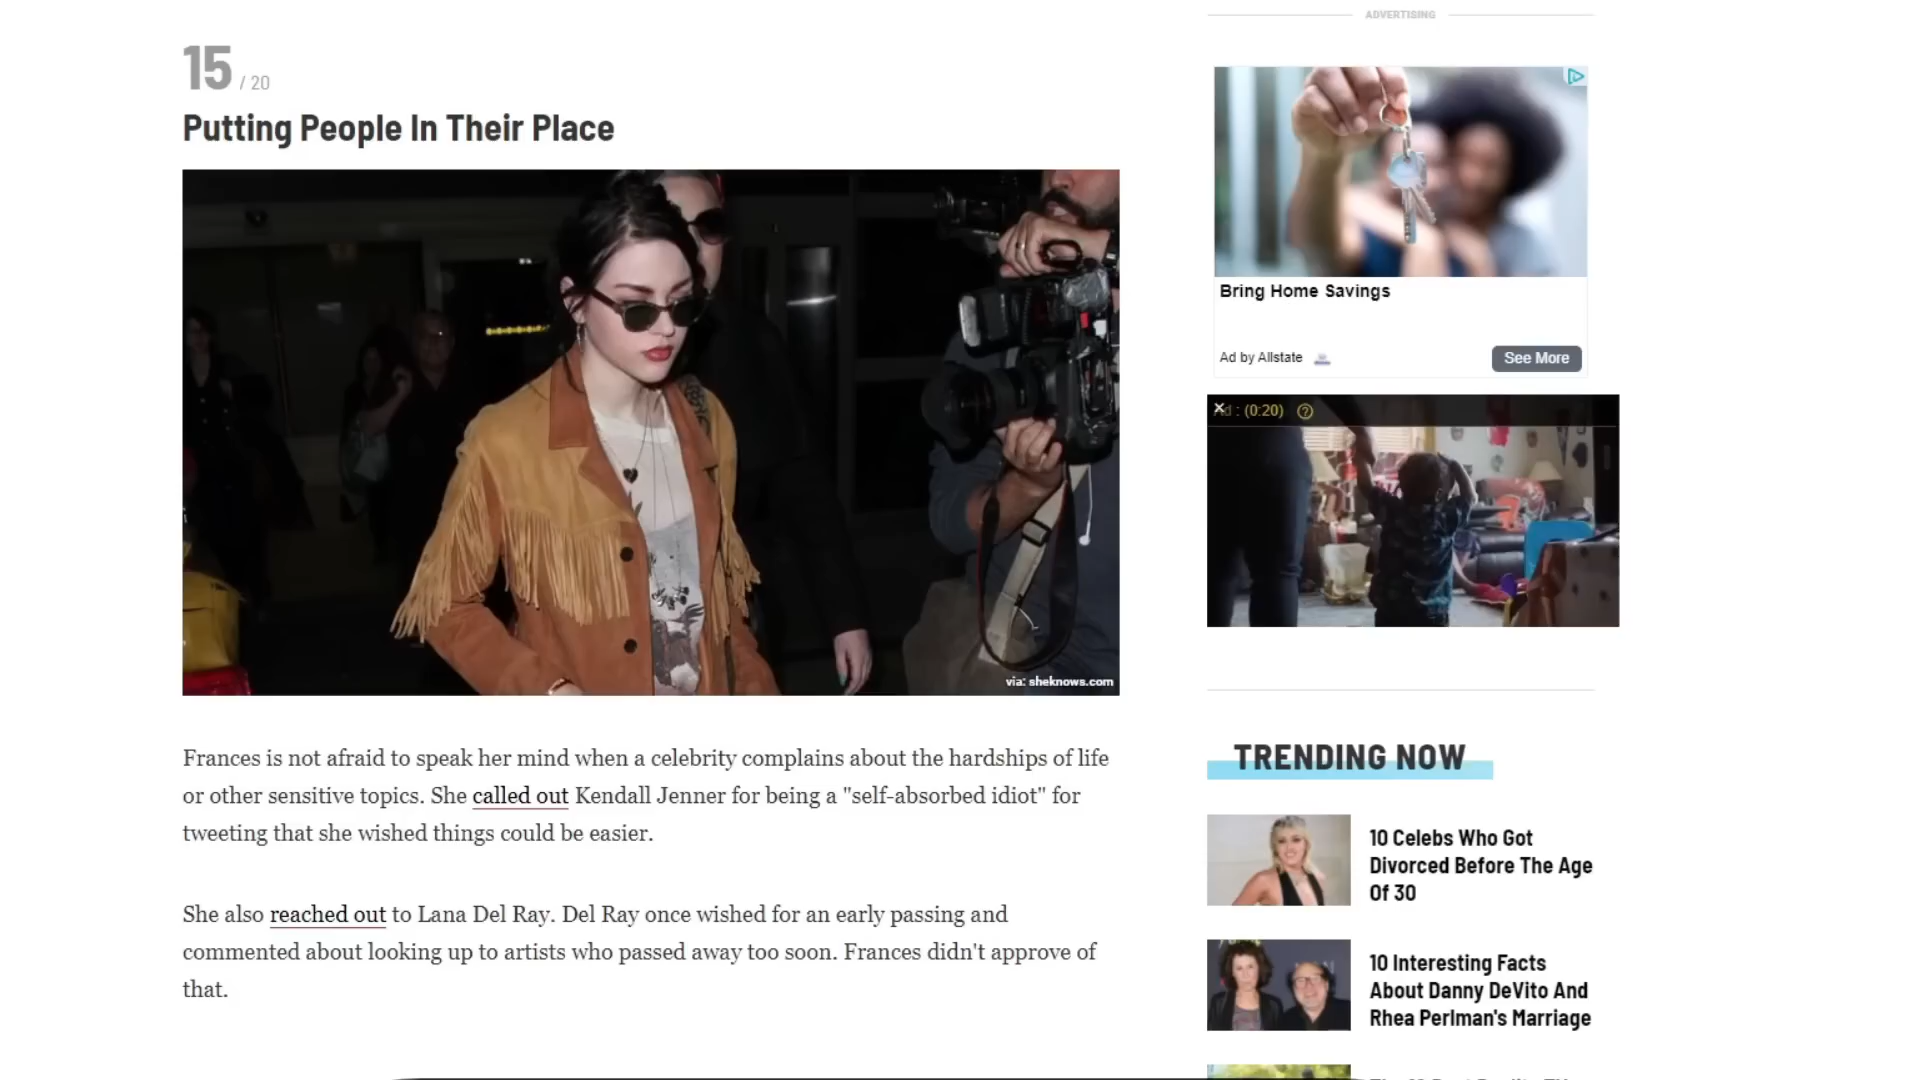 ADVERTISING
15 / 20
Putting People In Their Place
via: sheknows.com
Frances is not afraid to speak her mind when a celebrity complains about the hardships of life
or other sensitive topics. She called out Kendall Jenner for being a "self-absorbed idiot" for
tweeting that she wished things could be easier.
She also reached out to Lana Del Ray. Del Ray once wished for an early passing and
commented about looking up to artists who passed away too soon. Frances didn't approve of
that.
Bring Home Savings
Ad by Allstate
See More
Ad : (0:20)
TRENDING NOW
10 Celebs Who Got
Divorced Before The Age
Of 30
10 Interesting Facts
About Danny DeVito And
Rhea Perlman's Marriage